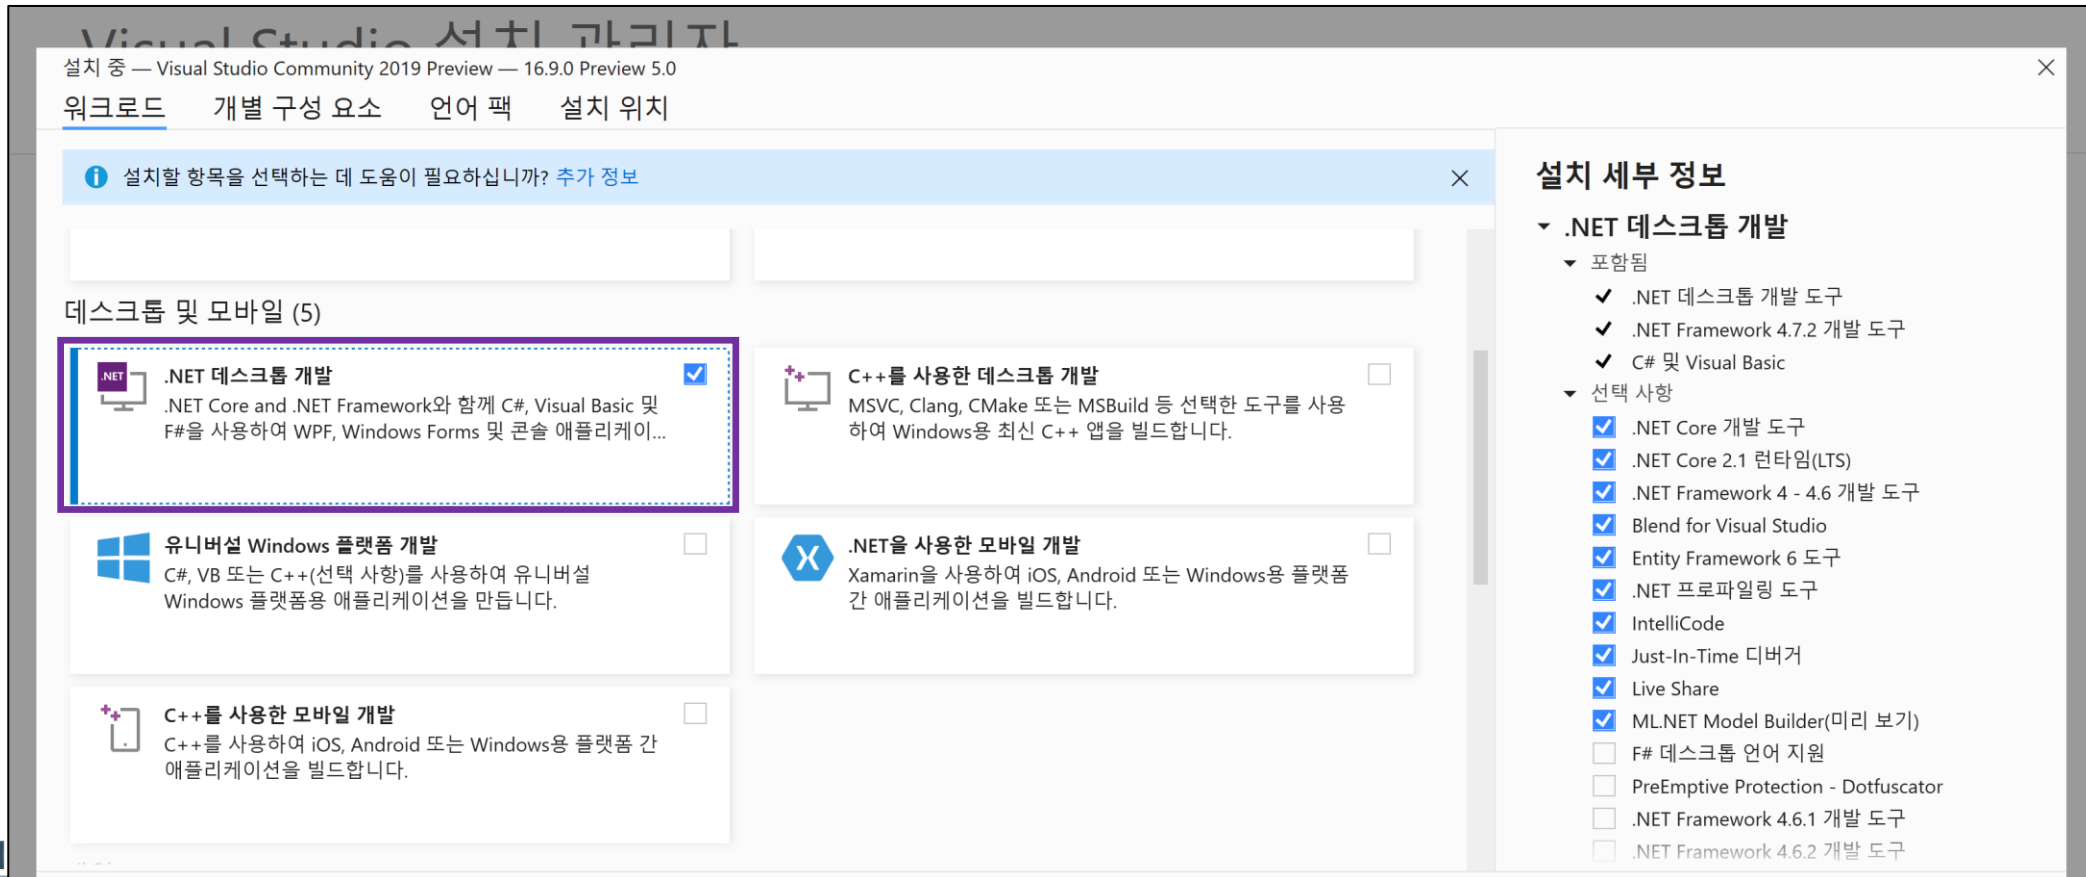 Visual Studio 설치 관리자
설치 중 — Visual Studio Community 2019 Preview — 16.9.0 Preview 5.0
워크로드 개별 구성 요소 언어 팩 설치 위치
설치할 항목을 선택하는 데 도움이 필요하십니까? 추가 정보
데스크톱 및 모바일 (5)
.NET
.NET 데스크톱 개발
.NET Core and .NET Framework와 함께 C#, Visual Basic 및
F#을 사용하여 WPF, Windows Forms 및 콘솔 애플리케이...
C++를 사용한 데스크톱 개발
MSVC, Clang, CMake 또는 MSBuild 등 선택한 도구를 사용
하여 Windows용 최신 C++ 앱을 빌드합니다.
유니버설 Windows 플랫폼 개발
C#, VB 또는 C++(선택 사항)를 사용하여 유니버설
Windows 플랫폼용 애플리케이션을 만듭니다.
.NET을 사용한 모바일 개발
Xamarin을 사용하여 iOS, Android 또는 Windows용 플랫폼
간 애플리케이션을 빌드합니다.
C++를 사용한 모바일 개발
C++를 사용하여 iOS, Android 또는 Windows용 플랫폼 간
애플리케이션을 빌드합니다.
설치 세부 정보
.NET 데스크톱 개발
포함됨
.NET 데스크톱 개발 도구
.NET Framework 4.7.2 개발 도구
C# 및 Visual Basic
선택 사항
.NET Core 개발 도구
.NET Core 2.1 런타임(LTS)
.NET Framework 4 - 4.6 개발 도구
Blend for Visual Studio
Entity Framework 6 도구
.NET 프로파일링 도구
IntelliCode
Just-In-Time 디버거
Live Share
ML.NET Model Builder(미리 보기)
F# 데스크톱 언어 지원
PreEmptive Protection - Dotfuscator
.NET Framework 4.6.1 개발 도구
.NET Framework 4.6.2 개발 도구